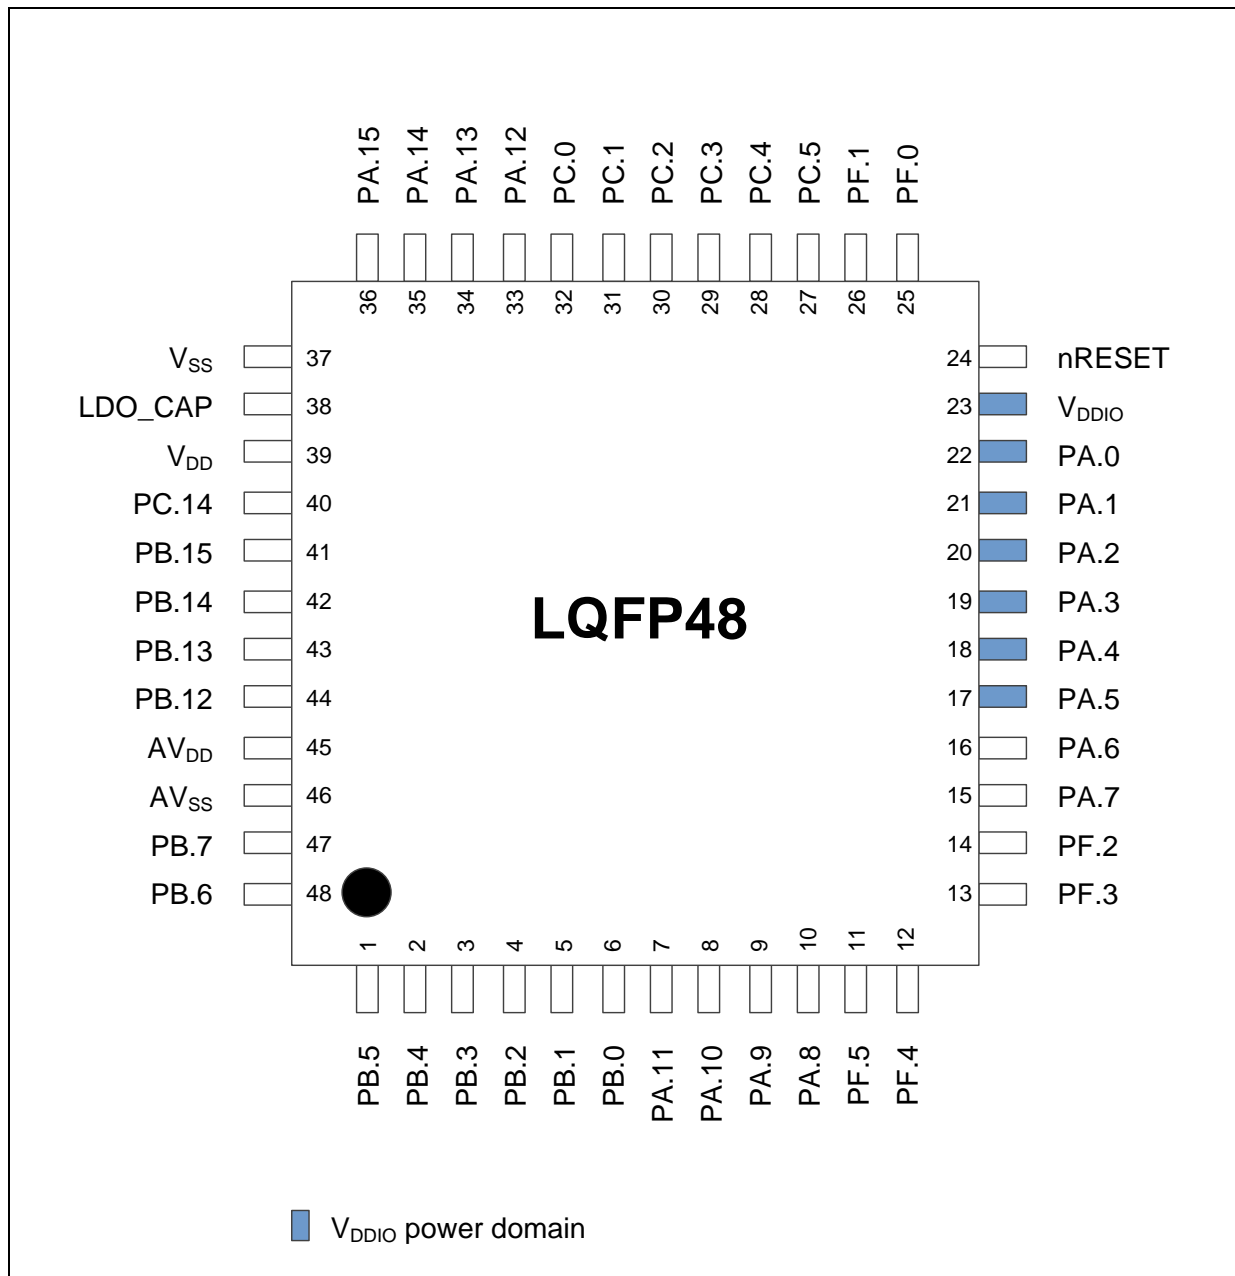 PA.15
PA.14
PA.13
PA.12
PC.0
PC.1
PC.2
PC.3
PC.4
PC.5
PF.1
PF.0
36
35
34
33
32
31
30
29
28
27
26
25
VSS 37
LDO_CAP 38
VDD 39
PC.14 40
PB.15 41
PB.14 42
PB.13 43
PB.12 44
AVDD 45
AVSS 46
PB.7 47
PB.6 48
LQFP48
24 nRESET
23 VDDIO
22 PA.0
21 PA.1
20 PA.2
19 PA.3
18 PA.4
17 PA.5
16 PA.6
15 PA.7
14 PF.2
13 PF.3
1
2
3
4
5
6
7
8
9
10
11
12
PB.5
PB.4
PB.3
PB.2
PB.1
PB.0
PA.11
PA.10
PA.9
PA.8
PF.5
PF.4
VDDIO power domain